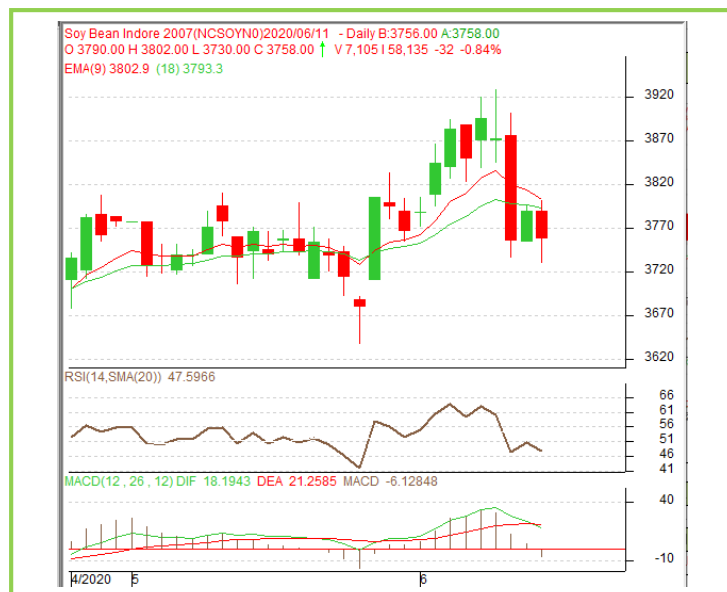 Soy Bean Indore 2007(NCSOYN0)2020/06/11 - Daily B:3756.00 A:3758.00
O 3790.00 H 3802.00 L 3730.00 C 3758.00 ↑ V 7,105 I 58,135 -32 -0.84%
EMA(9) 3802.9 (18) 3793.3
3920
3870
3820
3770
3720
3670
3620
RSI(14,SMA(20)) 47.5966
66
61
56
51
46
41
MACD(12 , 26 , 12) DIF 18.1943 DEA 21.2585 MACD -6.12848
40
-10
4/2020 5 6